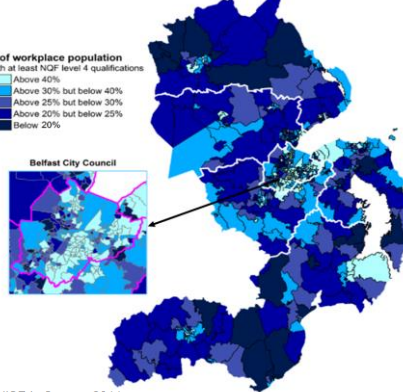 of workplace population
h at least NQF level 4 qualifications
Above 40%
Above 30% but below 40%
Above 25% but below 30%
Above 20% but below 25%
Below 20%
Belfast City Council